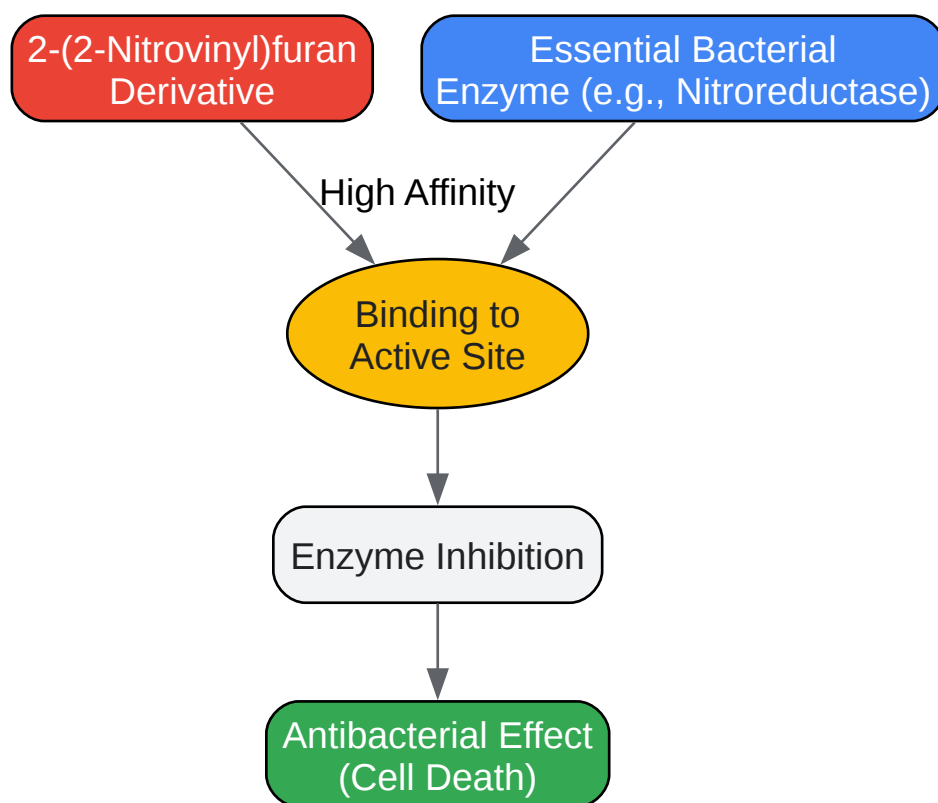 2-(2-Nitrovinyl)furan
Derivative
Essential Bacterial
Enzyme (e.g., Nitroreductase)
High Affinity
Binding to
Active Site
Enzyme Inhibition
Antibacterial Effect
(Cell Death)